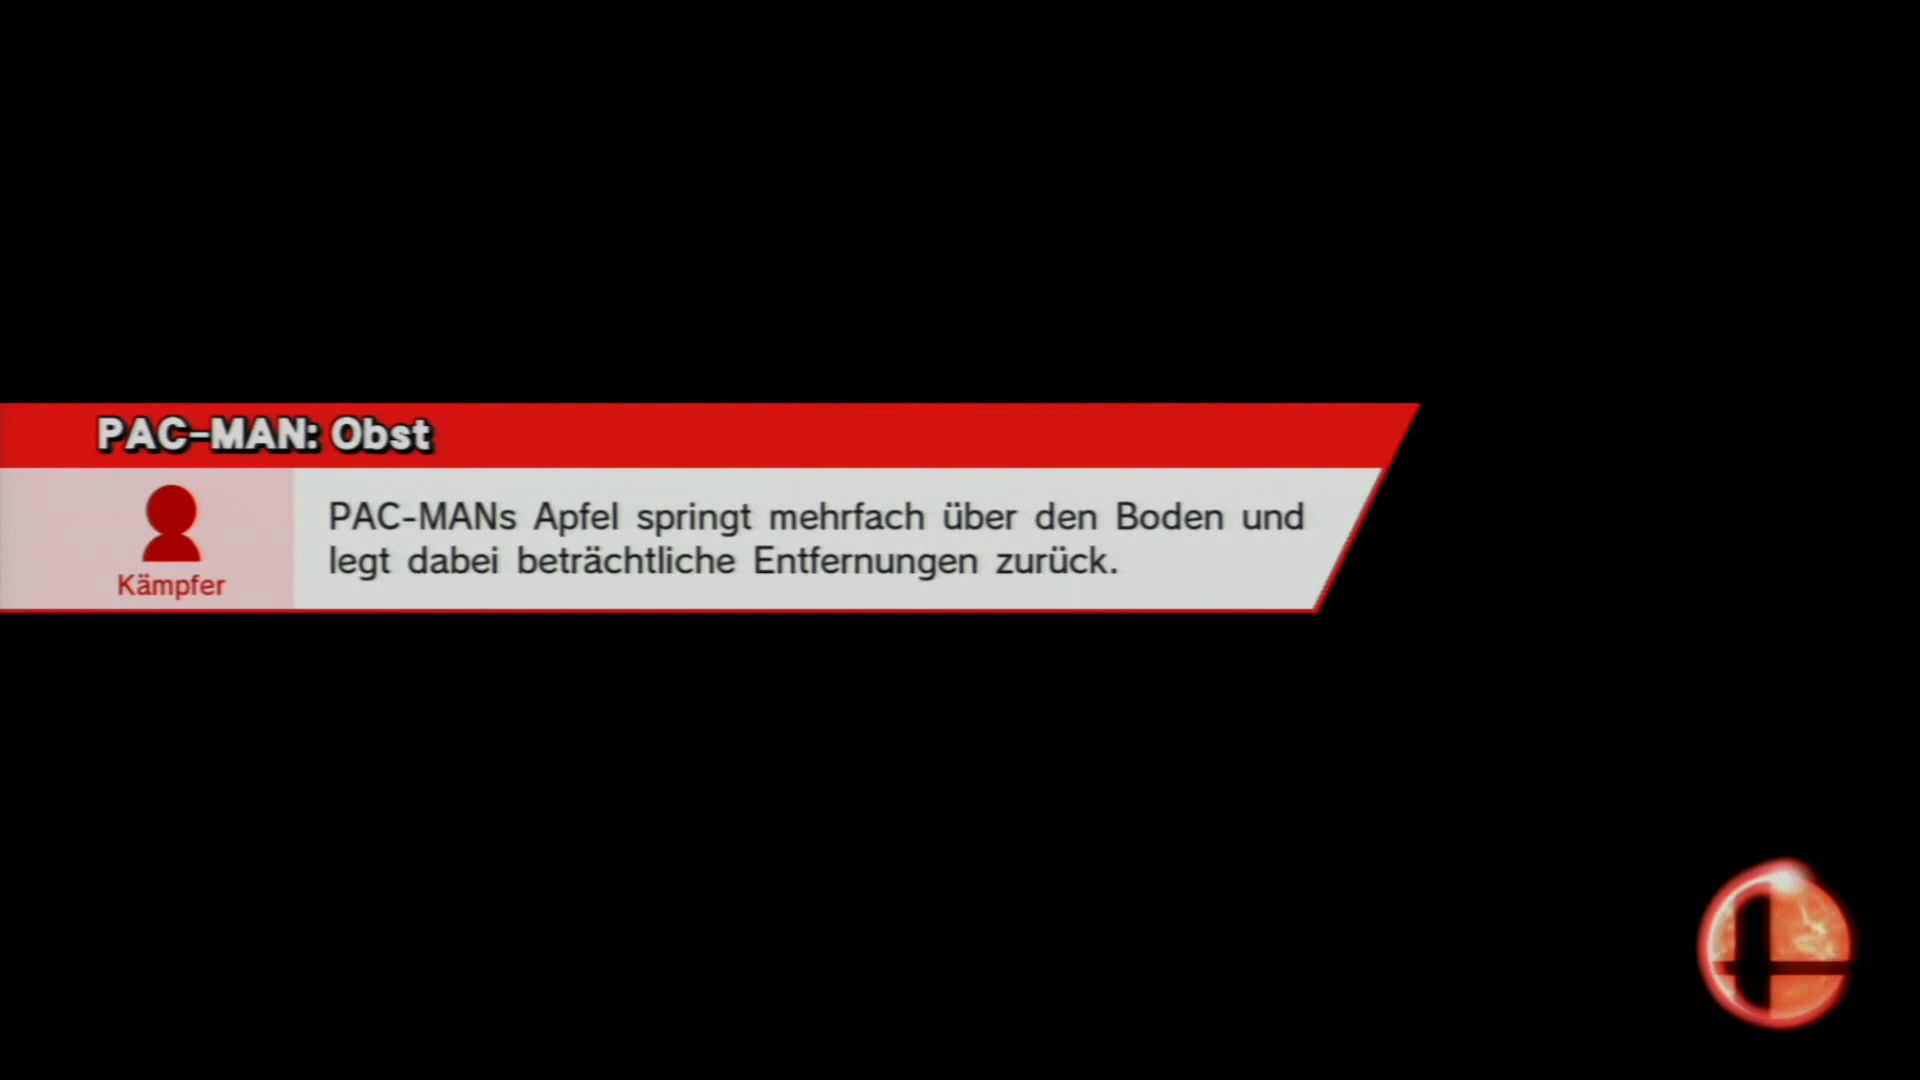 PAC-MAN: Obst
PAC-MANs Apfel springt mehrfach über den Boden und
legt dabei beträchtliche Entfernungen zurück.
Kämpfer